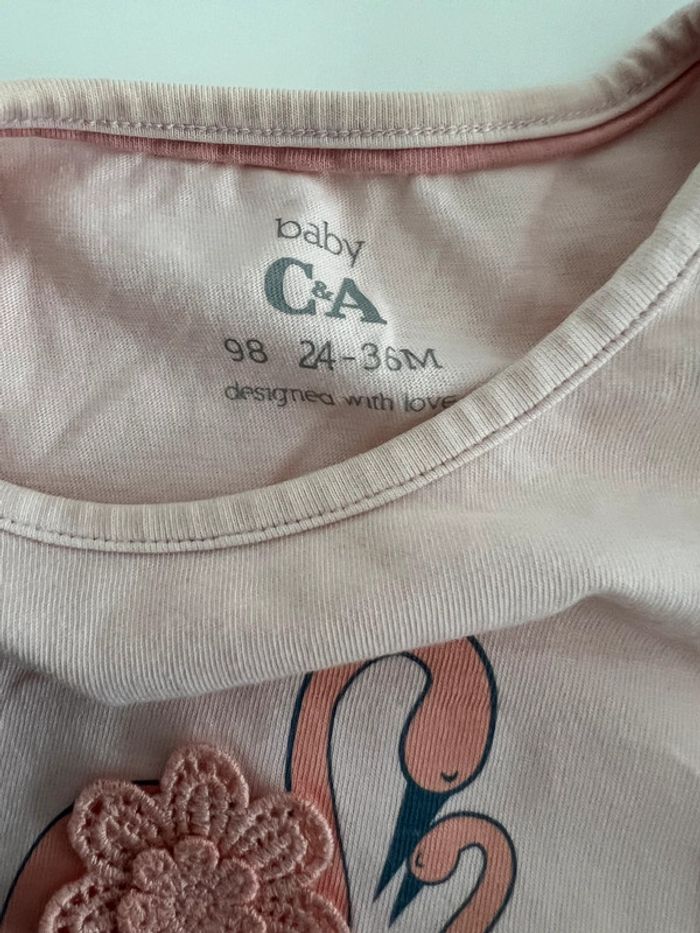 baby
C&A
98 24-36M
designed with love